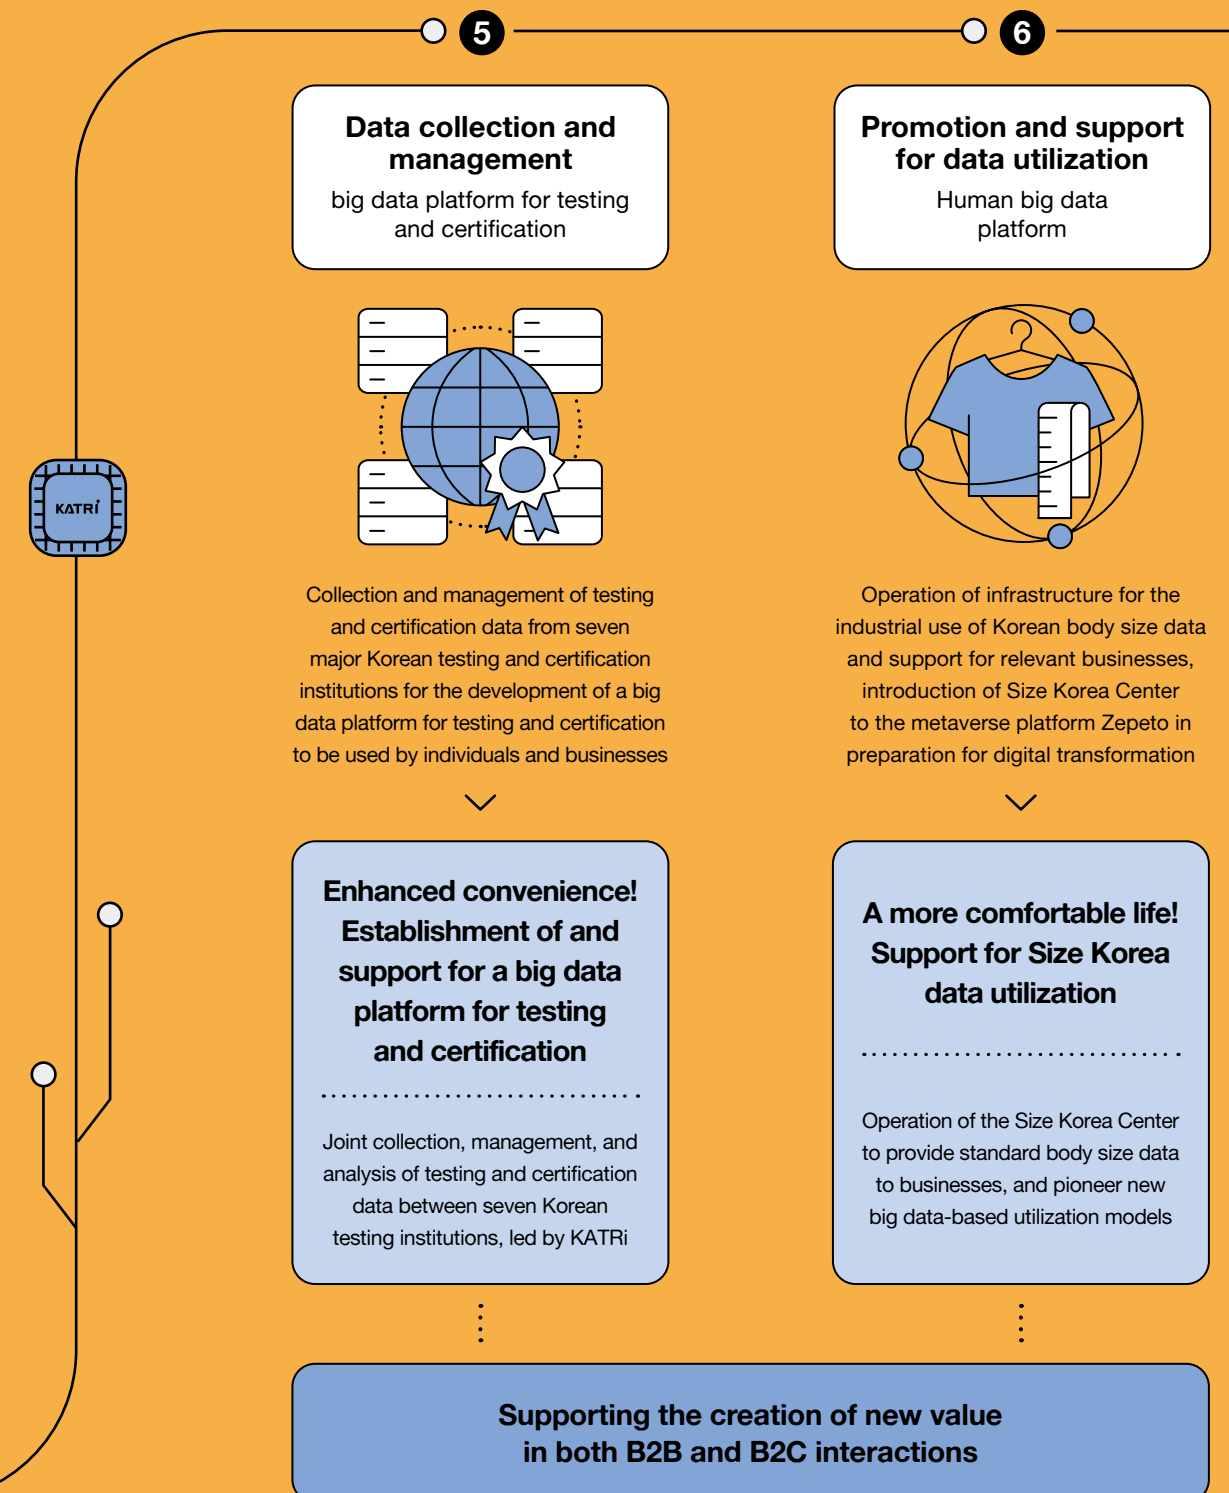 5
Data collection and
management
big data platform for testing
and certification
KATRi
Collection and management of testing
and certification data from seven
major Korean testing and certification
institutions for the development of a big
data platform for testing and certification
to be used by individuals and businesses
Enhanced convenience!
Establishment of and
support for a big data
platform for testing
and certification
Joint collection, management, and
analysis of testing and certification
data between seven Korean
testing institutions, led by KATRi
6
Promotion and support
for data utilization
Human big data
platform
Operation of infrastructure for the
industrial use of Korean body size data
and support for relevant businesses,
introduction of Size Korea Center
to the metaverse platform Zepeto in
preparation for digital transformation
A more comfortable life!
Support for Size Korea
data utilization
Operation of the Size Korea Center
to provide standard body size data
to businesses, and pioneer new
big data-based utilization models
Supporting the creation of new value
in both B2B and B2C interactions